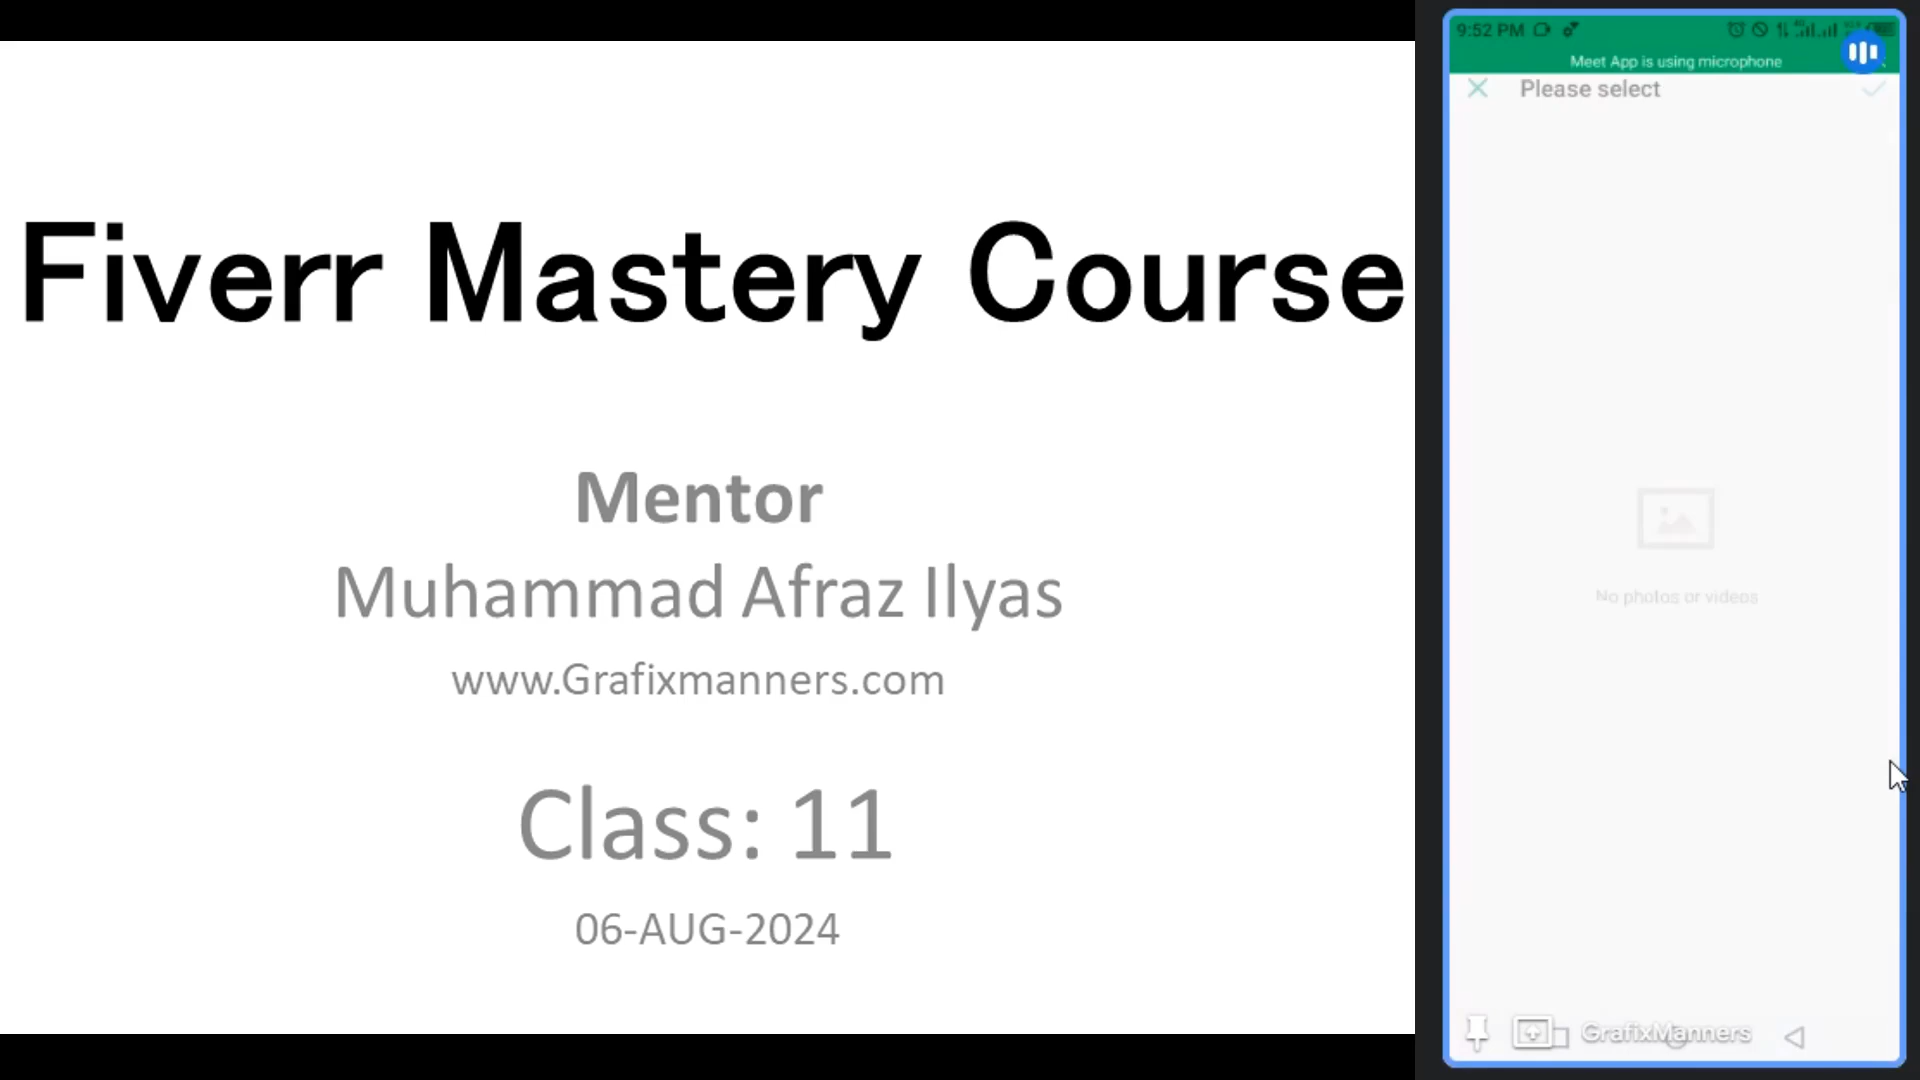 Fiverr Mastery Course
Mentor
Muhammad Afraz Ilyas
www.Grafixmanners.com
Class: 11
06-AUG-2024
9:52 PM
Meet App is using microphone
Please select
No photos or videos
GrafixManners